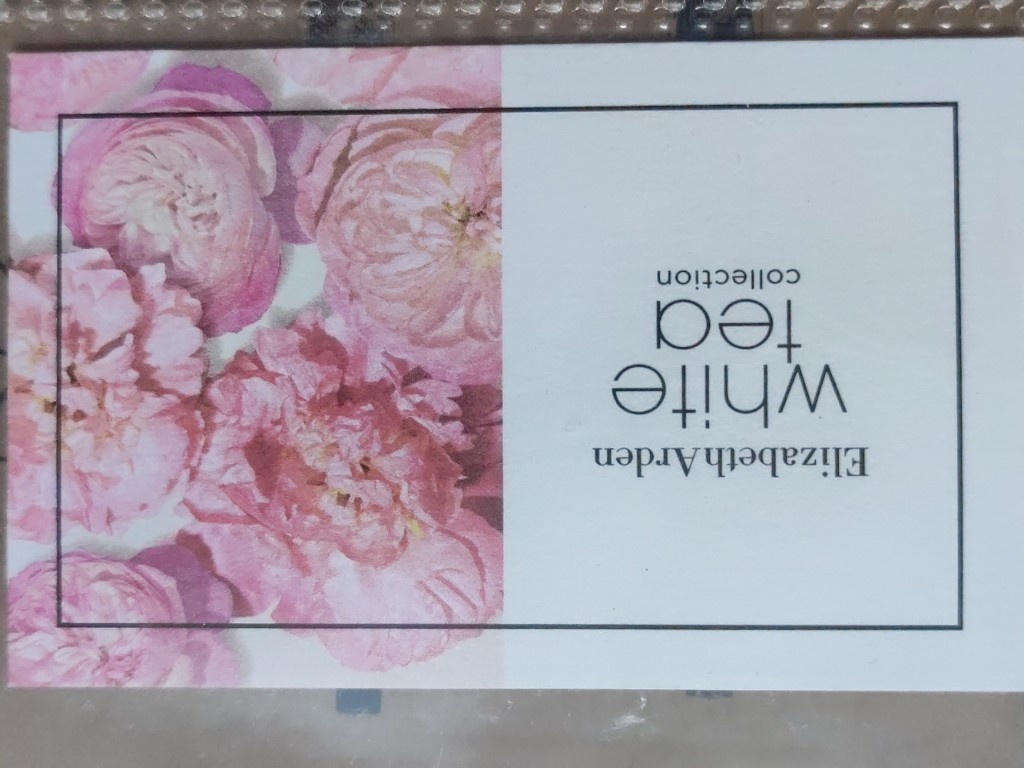 ElizabethArden
white
tea
collection